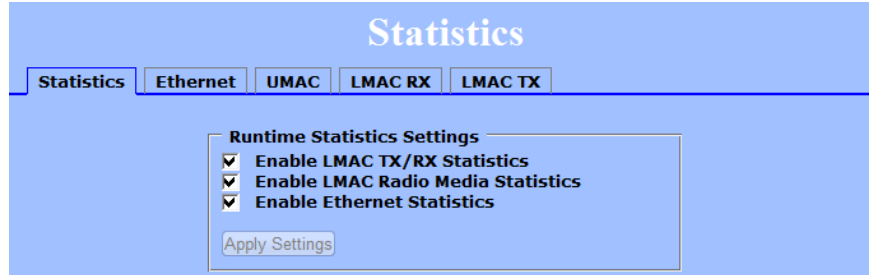 Statistics
Statistics Ethernet UMAC LMAC RX LMAC TX
Runtime Statistics Settings
Enable LMAC TX/RX Statistics
Enable LMAC Radio Media Statistics
Enable Ethernet Statistics
Apply Settings